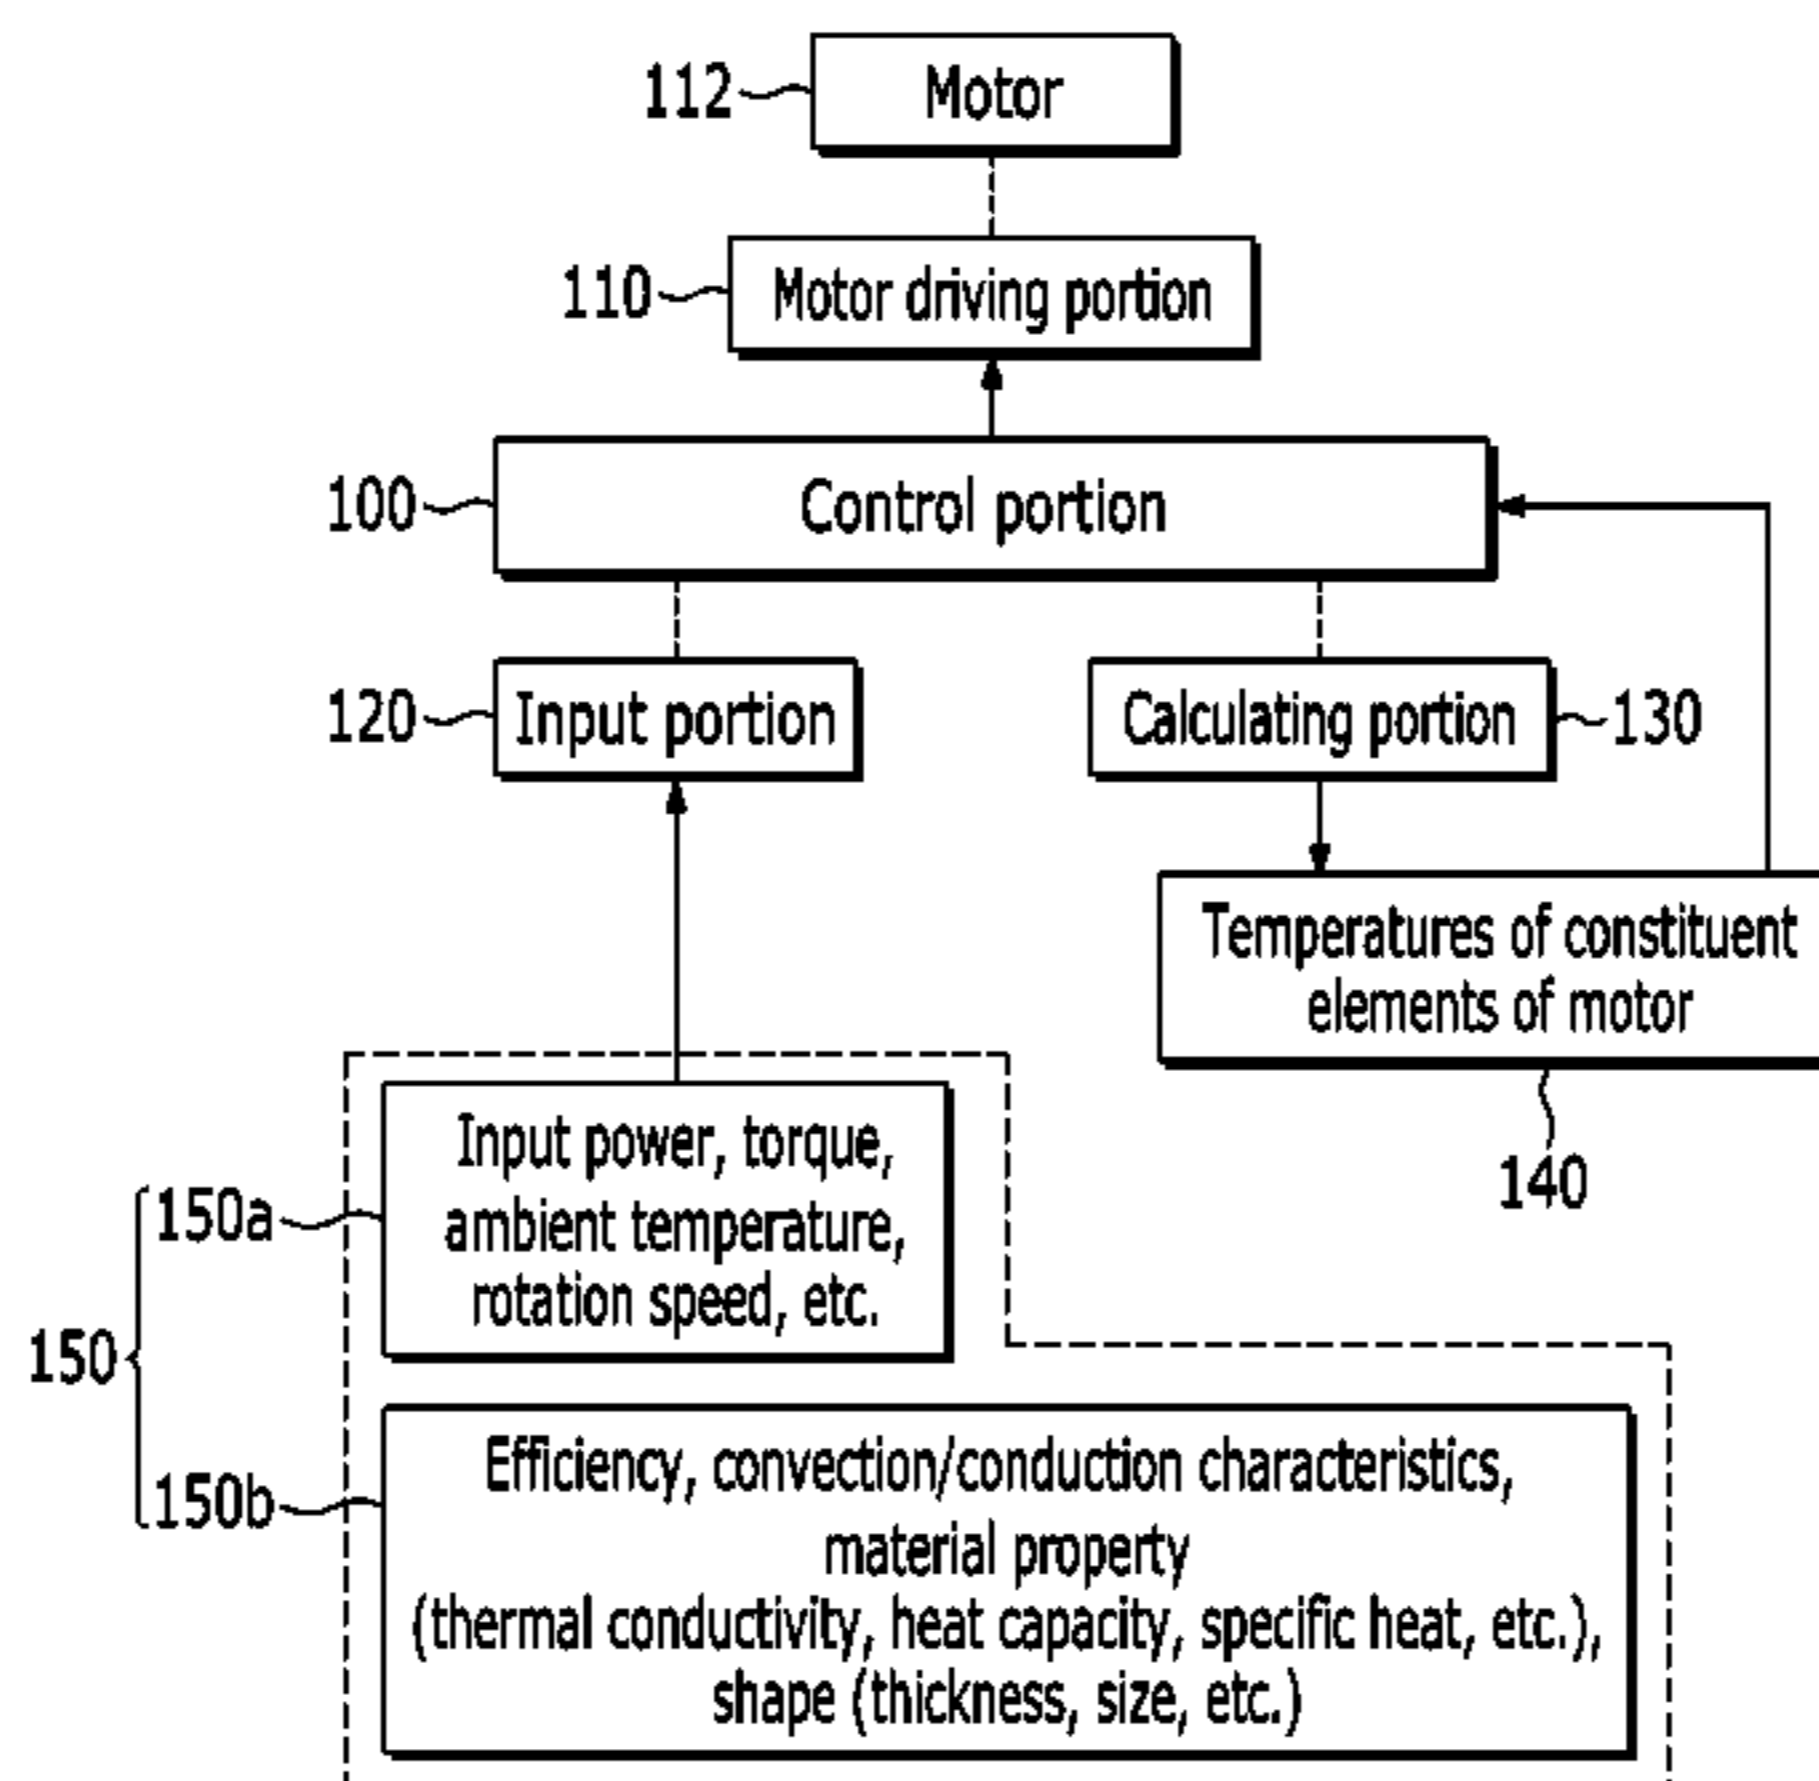 112
Motor
110
Motor driving portion
100
Control portion
120
Input portion
Calculating portion
130
Temperatures of constituent
elements of motor
140
150
150a
Input power, torque,
ambient temperature,
rotation speed, etc.
150b
Efficiency, convection/conduction characteristics,
material property
(thermal conductivity, heat capacity, specific heat, etc.),
shape (thickness, size, etc.)